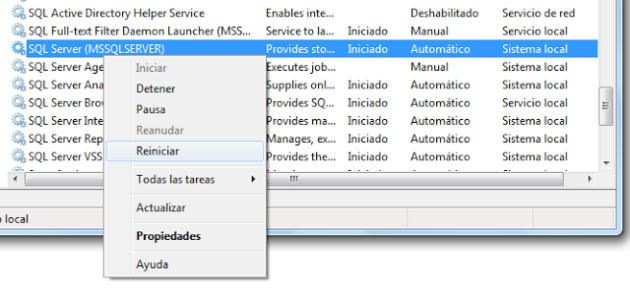 SQL Active Directory Helper Service Enables inte... Deshabilitado Servicio de red
SQL Full-text Filter Daemon Launcher (MSS... Service to la... Iniciado Manual Servicio local
SQL Server (MSSQLSERVER) Provides sto... Iniciado Automático Sistema local
SQL Server Age Executes job... Manual Sistema local
SQL Server Ana Supplies onl... Iniciado Automático Sistema local
SQL Server Bro Provides SQ... Iniciado Automático Servicio local
SQL Server Inte Provides ma... Iniciado Automático Sistema local
SQL Server Rep Manages, ex... Iniciado Automático Sistema local
SQL Server VSS Provides the... Iniciado Automático Sistema local
Iniciar
Detener
Pausa
Reanudar
Reiniciar
Todas las tareas
Actualizar
Propiedades
Ayuda
local